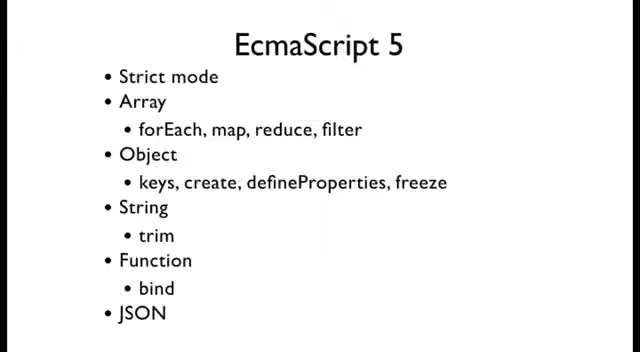 EcmaScript 5
• Strict mode
• Array
• forEach, map, reduce, filter
• Object
• keys, create, defineProperties, freeze
• String
• trim
• Function
• bind
• JSON